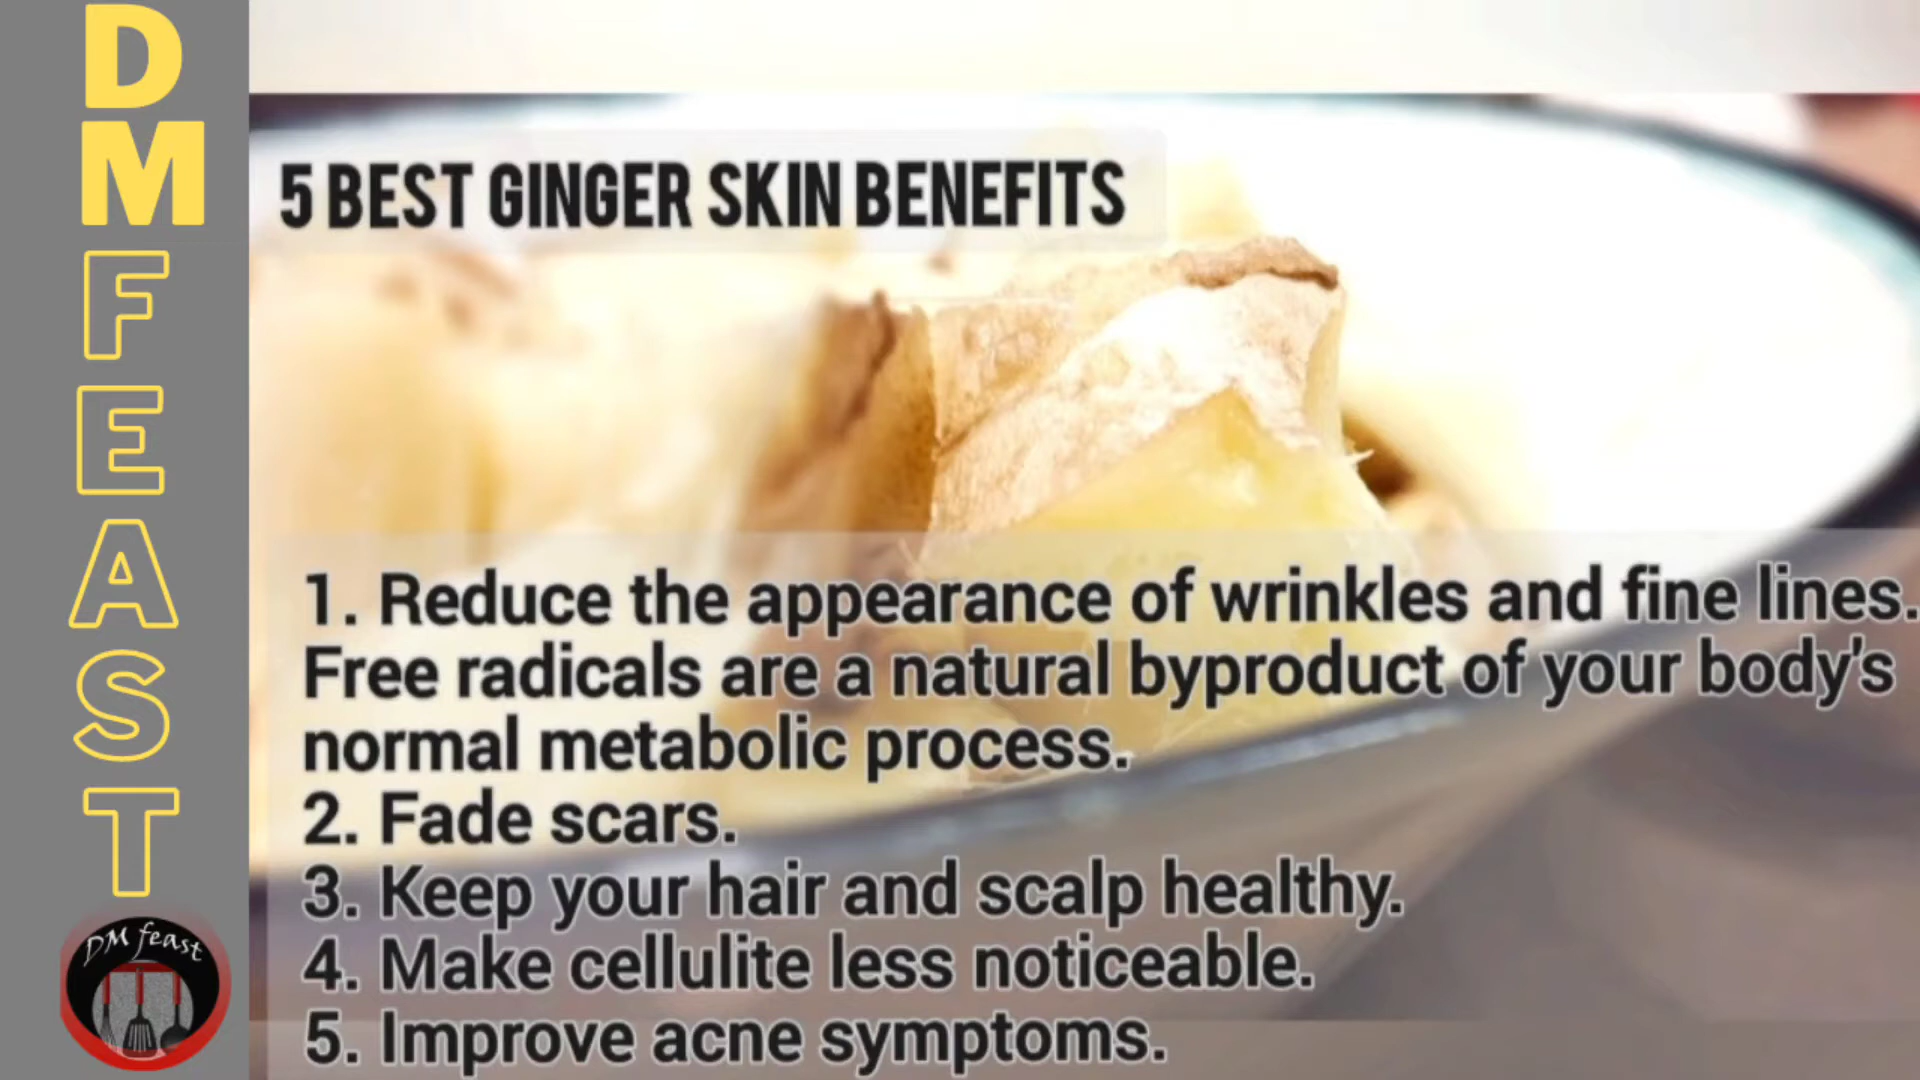 DM FEAST
DM feast
5 BEST GINGER SKIN BENEFITS
1. Reduce the appearance of wrinkles and fine lines.
Free radicals are a natural byproduct of your body's
normal metabolic process.
2. Fade scars.
3. Keep your hair and scalp healthy.
4. Make cellulite less noticeable.
5. Improve acne symptoms.